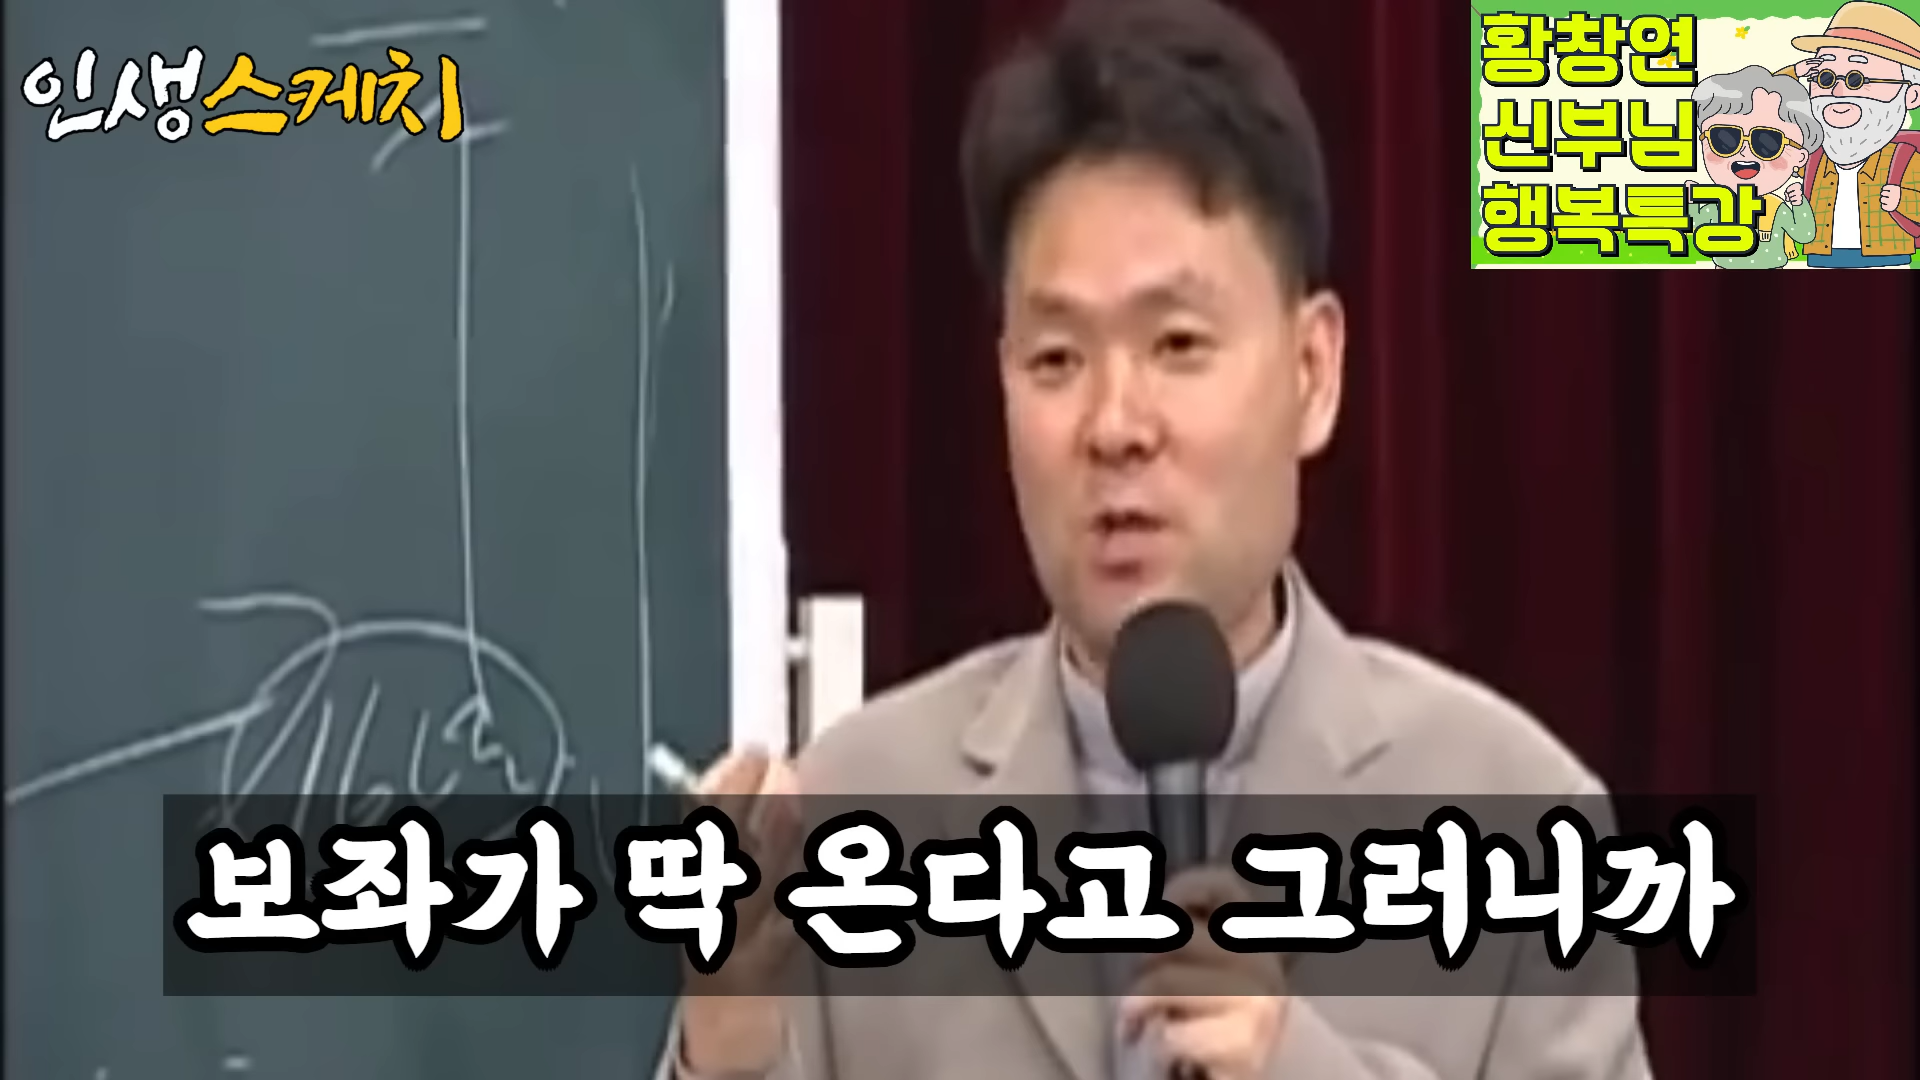 인생스케치
황창연
신부님
행복특강
보좌가 딱 온다고 그러니까